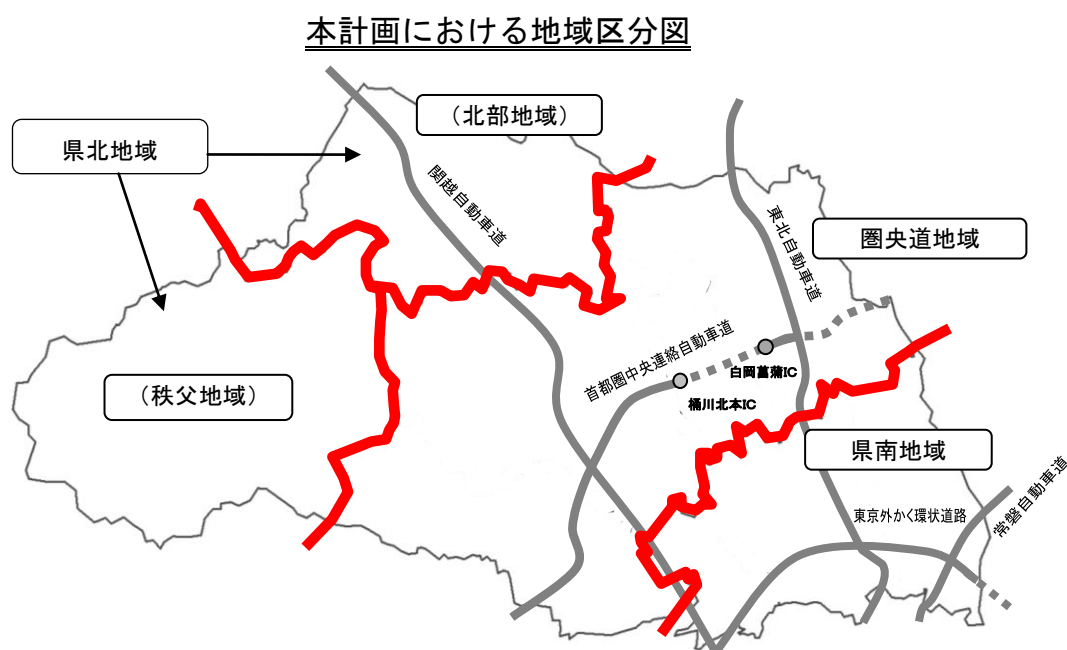 本計画における地域区分図
（北部地域）
県北地域
関越自動車道
東北自動車道
圏央道地域
首都圏中央連絡自動車道
白岡菖蒲IC
（秩父地域）
桶川北本IC
県南地域
東京外かく環状道路
常磐自動車道